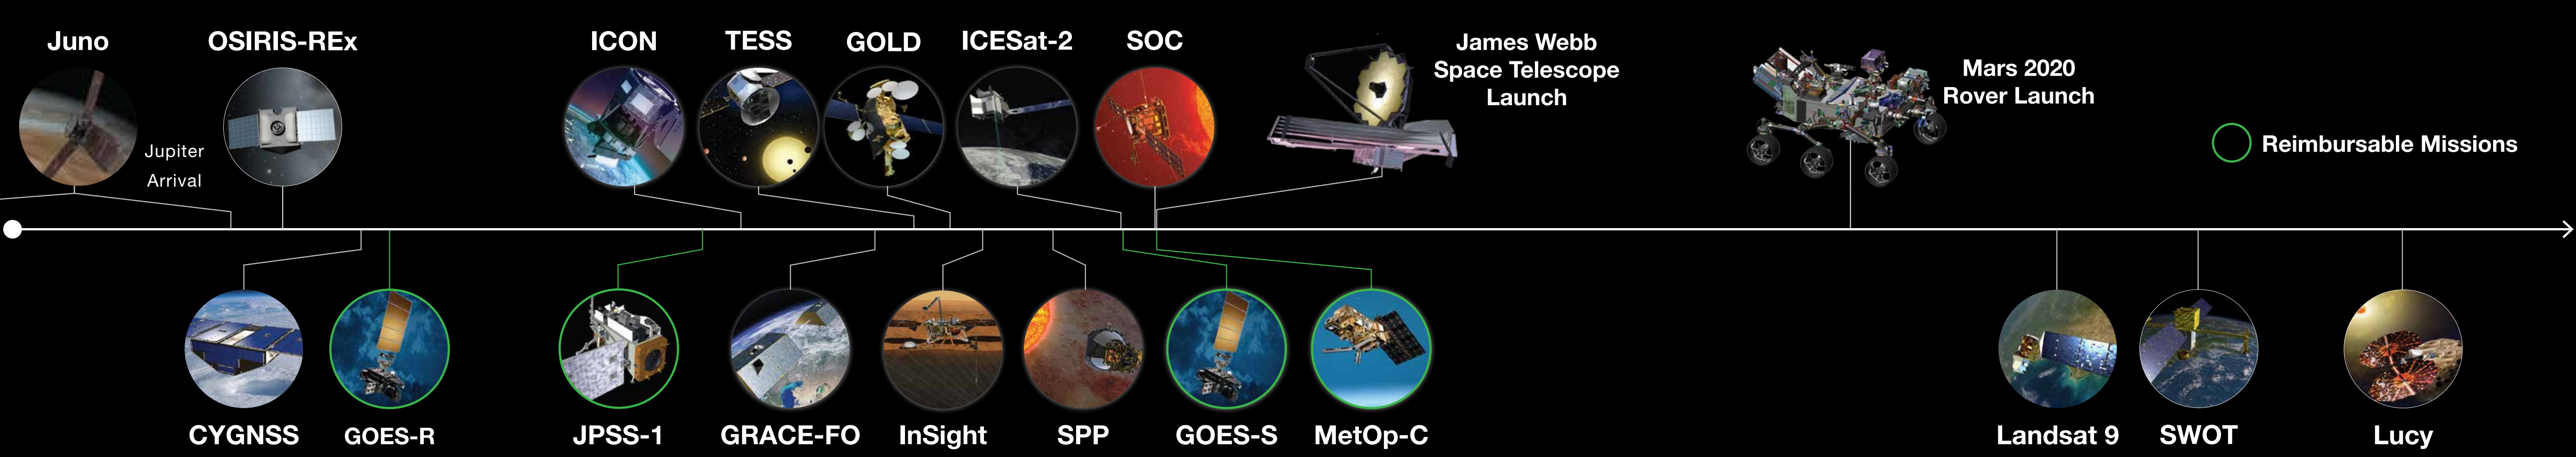 Juno
Jupiter
Arrival
OSIRIS-REx
ICON
TESS
GOLD
ICESat-2
SOC
James Webb
Space Telescope
Launch
Mars 2020
Rover Launch
Reimbursable Missions
CYGNSS
GOES-R
JPSS-1
GRACE-FO
InSight
SPP
GOES-S
MetOp-C
Landsat 9
SWOT
Lucy